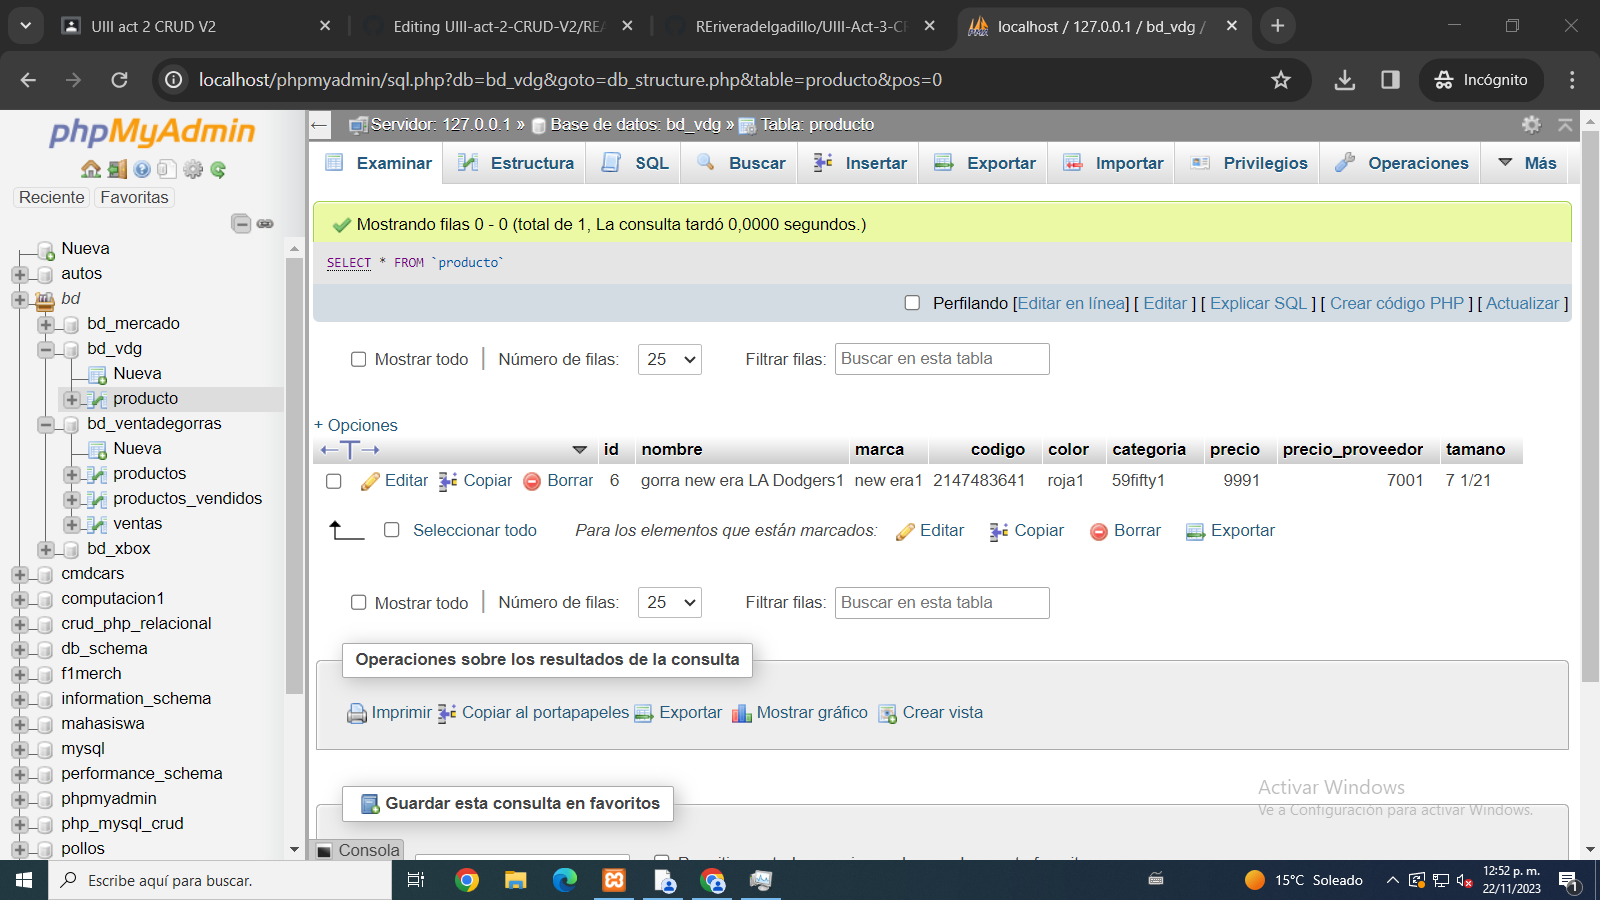 UIII act 2 CRUD V2
Editing UIII-act-2-CRUD-V2/REA
REriveradelgadillo/UIII-Act-3-CF
localhost / 127.0.0.1 / bd_vdg /
localhost/phpmyadmin/sql.php?db=bd_vdg&goto=db_structure.php&table=producto&pos=0
Incógnito
phpMyAdmin
Reciente
Favoritas
Nueva
autos
bd
bd_mercado
bd_vdg
Nueva
producto
bd_ventadegorras
Nueva
productos
productos_vendidos
ventas
bd_xbox
cmdcars
computacion1
crud_php_relacional
db_schema
f1merch
information_schema
mahasiswa
mysql
performance_schema
phpmyadmin
php_mysql_crud
pollos
Servidor: 127.0.0.1 » Base de datos: bd_vdg » Tabla: producto
Examinar Estructura SQL Buscar Insertar Exportar Importar Privilegios Operaciones Más
Mostrando filas 0 - 0 (total de 1, La consulta tardó 0,0000 segundos.)
SELECT * FROM `producto`
Perfilando [Editar en línea] [ Editar ] [ Explicar SQL ] [ Crear código PHP ] [ Actualizar ]
Mostrar todo | Número de filas: 25 Filtrar filas: Buscar en esta tabla
+ Opciones
←T→ id nombre marca codigo color categoria precio precio_proveedor tamano
Editar Copiar Borrar 6 gorra new era LA Dodgers1 new era1 2147483641 roja1 59fifty1 9991 7001 7 1/21
Seleccionar todo Para los elementos que están marcados: Editar Copiar Borrar Exportar
Mostrar todo | Número de filas: 25 Filtrar filas: Buscar en esta tabla
Operaciones sobre los resultados de la consulta
Imprimir Copiar al portapapeles Exportar Mostrar gráfico Crear vista
Guardar esta consulta en favoritos
Consola
Activar Windows
Ve a Configuración para activar Windows.
Escribe aquí para buscar.
15°C Soleado
12:52 p. m.
22/11/2023
1